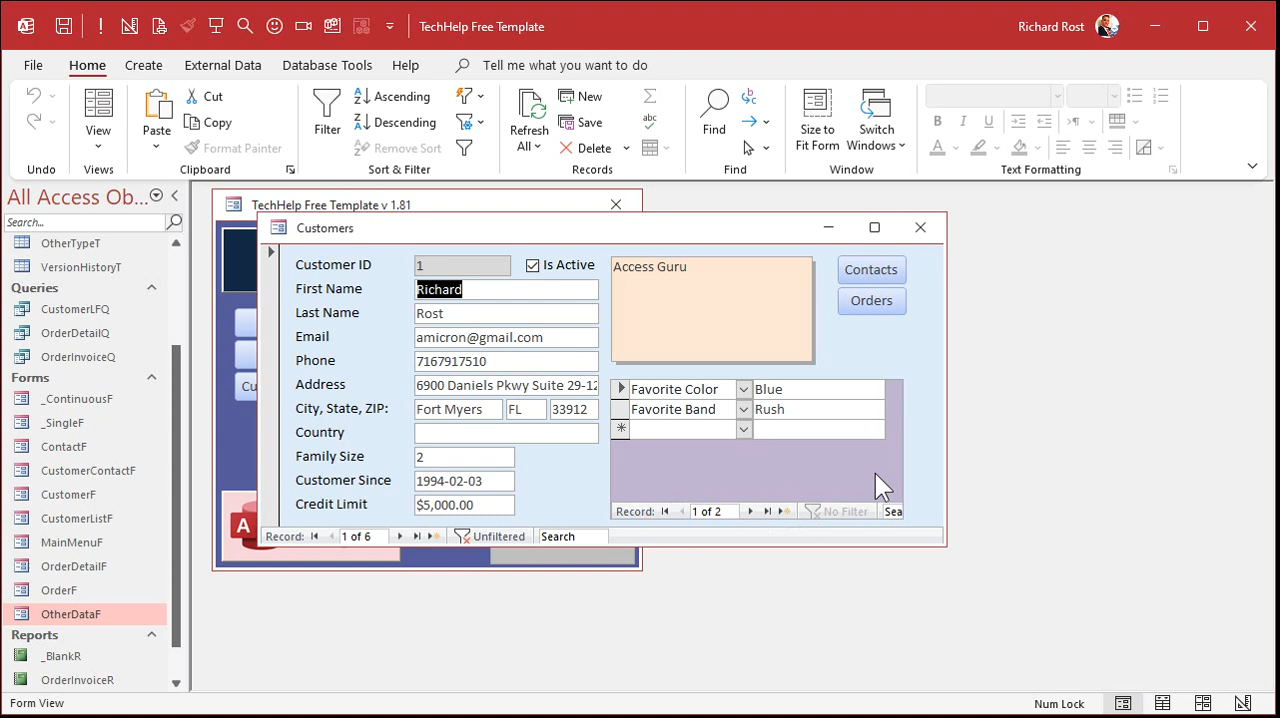 TechHelp Free Template
Richard Rost
File Home Create External Data Database Tools Help Tell me what you want to do
View
Paste
Cut
Copy
Format Painter
Filter
Ascending
Descending
Remove Sort
Refresh All
New
Save
Delete
Find
Size to Fit Form
Switch Windows
Undo Views Clipboard Sort & Filter Records Find Window Text Formatting
All Access Ob...
Search...
OtherTypeT
VersionHistoryT
Queries
CustomerLFQ
OrderDetailQ
OrderInvoiceQ
Forms
_ContinuousF
_SingleF
ContactF
CustomerContactF
CustomerF
CustomerListF
MainMenuF
OrderDetailF
OrderF
OtherDataF
Reports
_BlankR
OrderInvoiceR
TechHelp Free Template v 1.81
Cu
A
Customers
Customer ID 1 Is Active
First Name Richard
Last Name Rost
Email amicron@gmail.com
Phone 7167917510
Address 6900 Daniels Pkwy Suite 29-12
City, State, ZIP: Fort Myers FL 33912
Country
Family Size 2
Customer Since 1994-02-03
Credit Limit $5,000.00
Access Guru
Contacts
Orders
Favorite Color Blue
Favorite Band Rush
Record: 1 of 2 No Filter Sea
Record: 1 of 6 Unfiltered Search
Form View
Num Lock